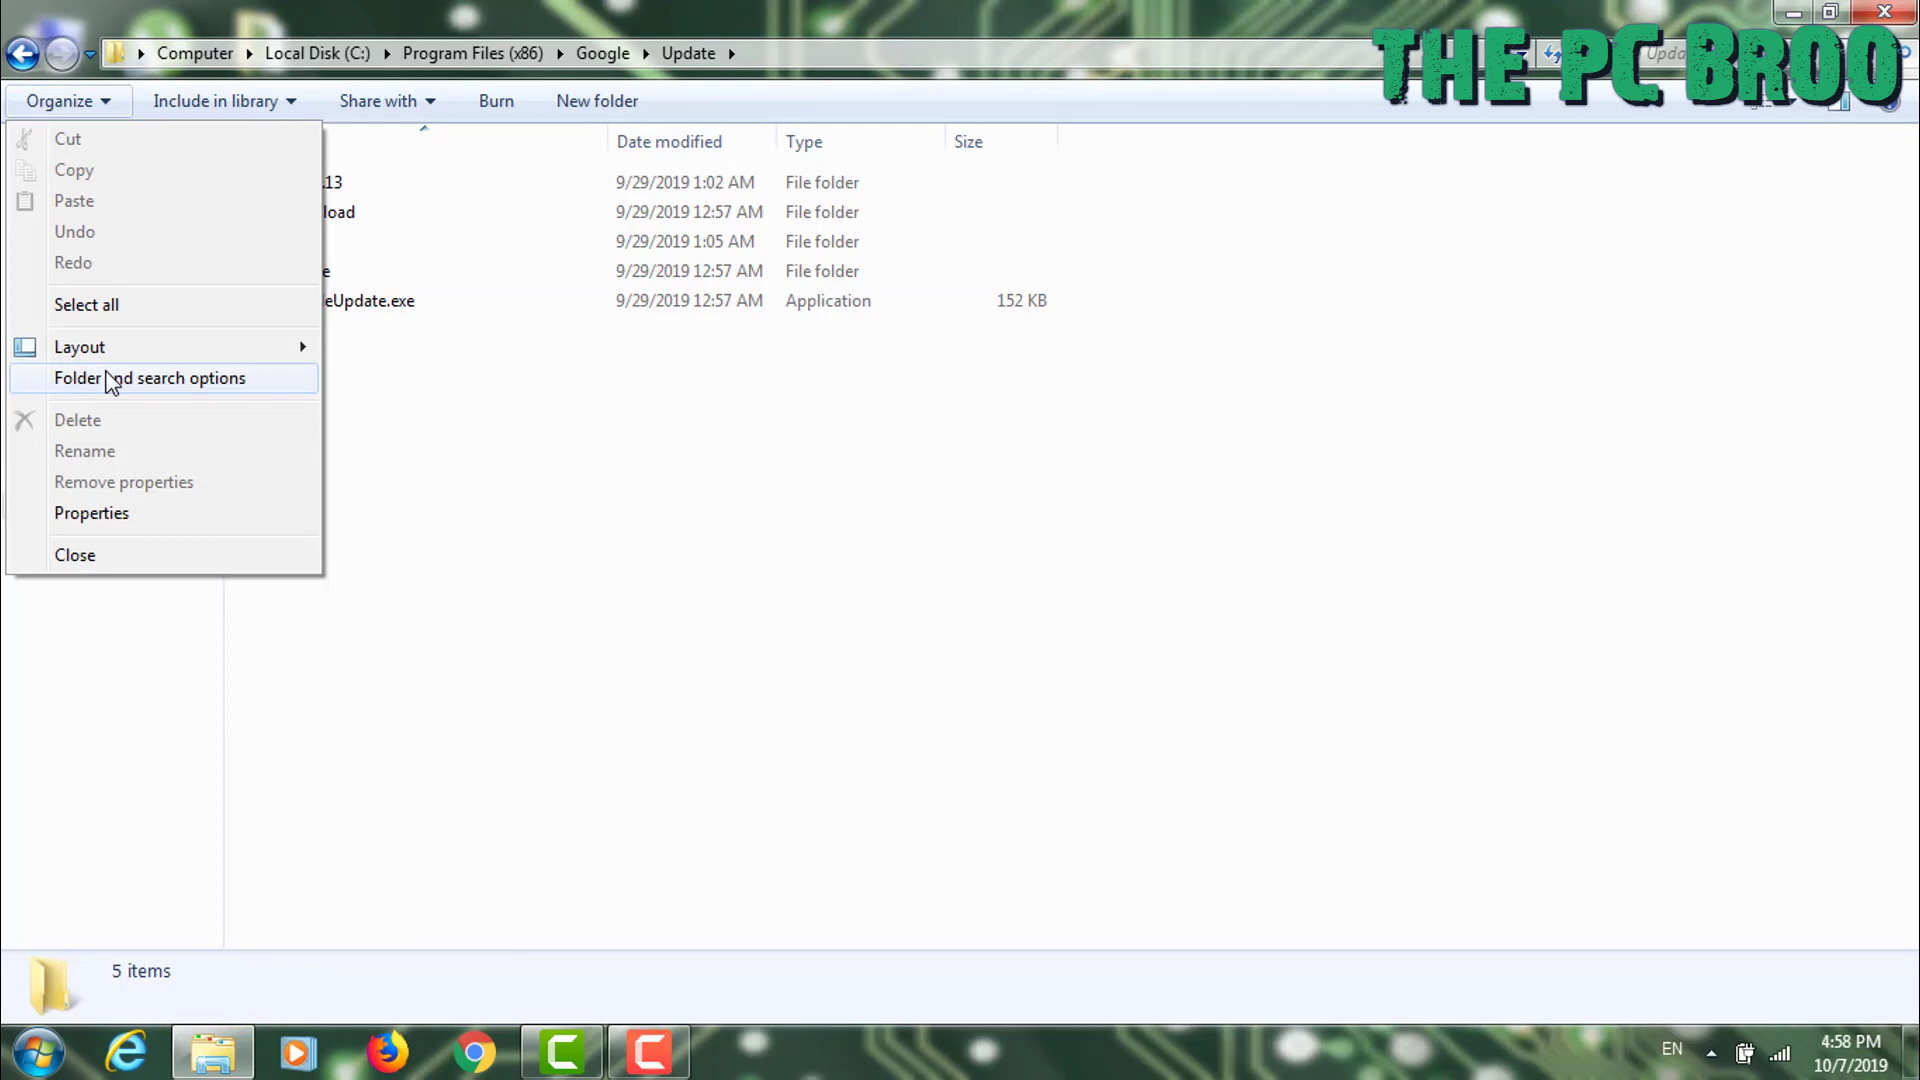 Computer Local Disk (C:) Program Files (x86) Google Update
THE PC BROO
Organize Include in library Share with Burn New folder
Cut
Copy
Paste
Undo
Redo
Select all
Layout
Folder and search options
Delete
Rename
Remove properties
Properties
Close
Date modified Type Size
.13 9/29/2019 1:02 AM File folder
load 9/29/2019 12:57 AM File folder
9/29/2019 1:05 AM File folder
e 9/29/2019 12:57 AM File folder
eUpdate.exe 9/29/2019 12:57 AM Application 152 KB
5 items
EN
4:58 PM
10/7/2019